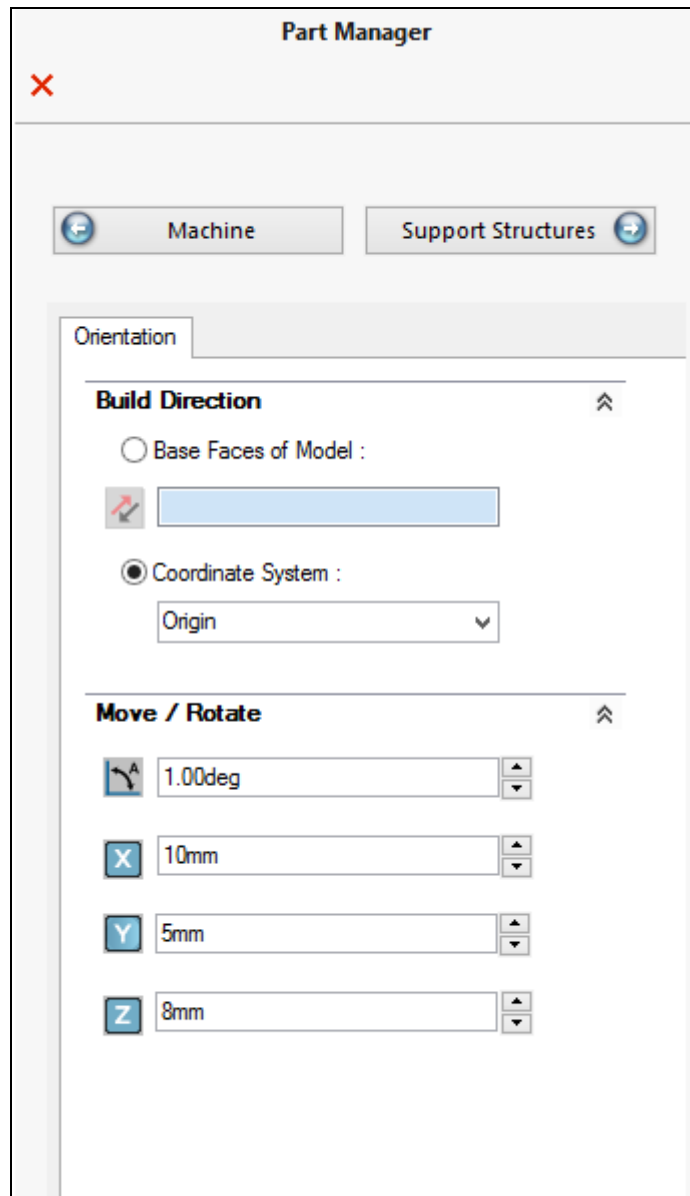 Part Manager
Machine
Support Structures
Orientation
Build Direction
Base Faces of Model :
Coordinate System :
Origin
Move / Rotate
A
1.00deg
X
10mm
Y
5mm
Z
8mm